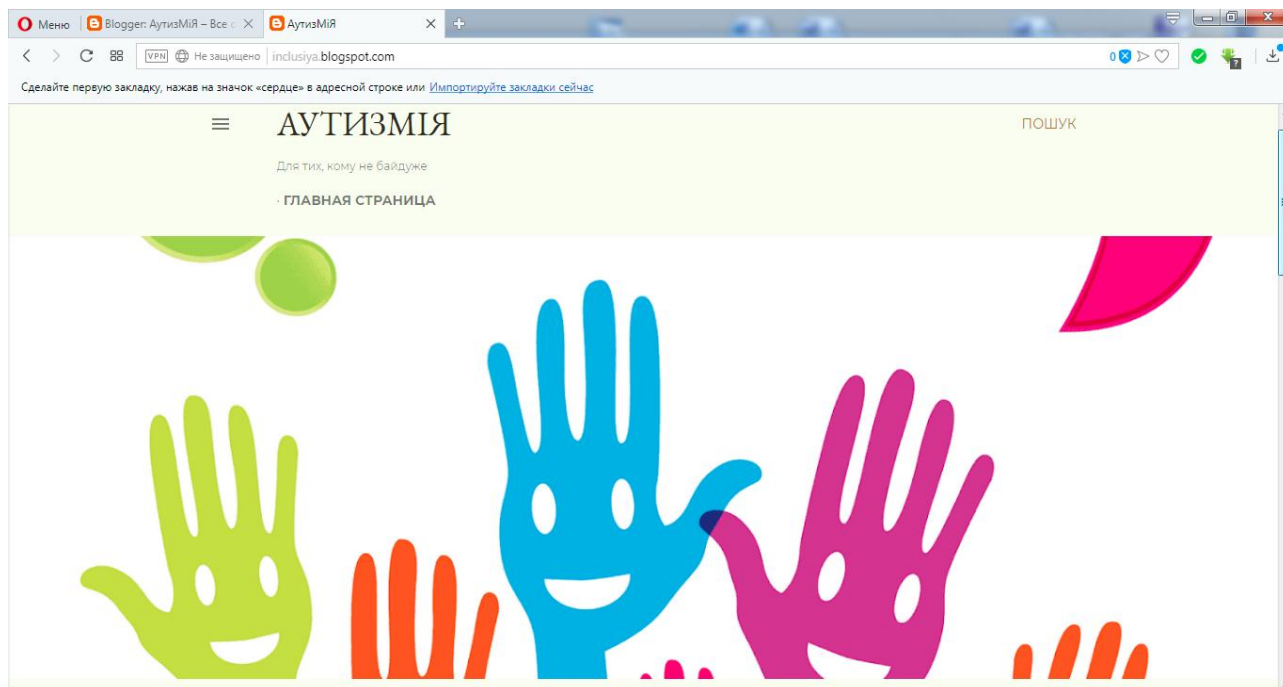 Меню
Blogger: АутизМіЯ – Все с
АутизМіЯ
VPN Не защищено inclusiya.blogspot.com
0
?
Сделайте первую закладку, нажав на значок «сердце» в адресной строке или Импортируйте закладки сейчас
АУТИЗМІЯ
ПОШУК
Для тих, кому не байдуже
· ГЛАВНАЯ СТРАНИЦА